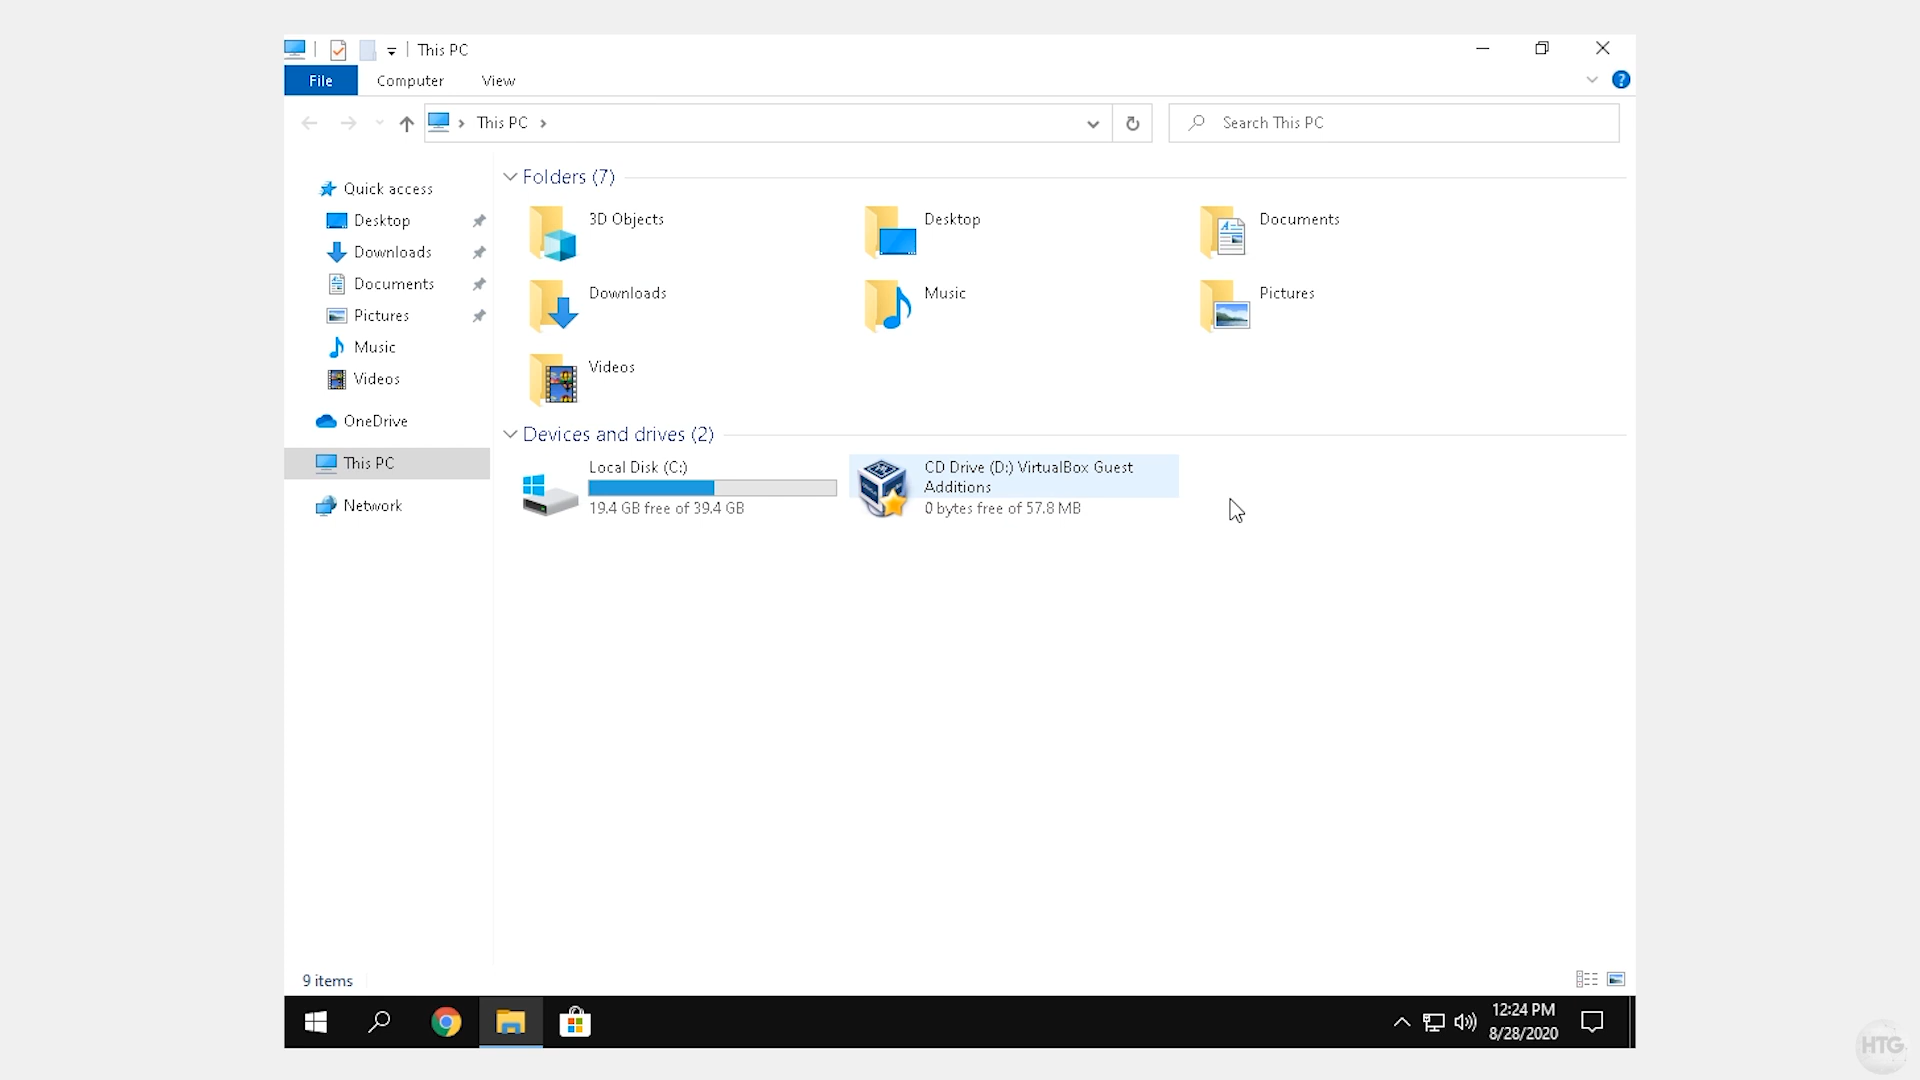 This PC
File Computer View
?
This PC
Search This PC
Quick access
Desktop
Downloads
Documents
Pictures
Music
Videos
OneDrive
This PC
Network
Folders (7)
3D Objects
Desktop
Documents
Downloads
Music
Pictures
Videos
Devices and drives (2)
Local Disk (C:)
19.4 GB free of 39.4 GB
CD Drive (D:) VirtualBox Guest
Additions
0 bytes free of 57.8 MB
9 items
12:24 PM
8/28/2020
HTG